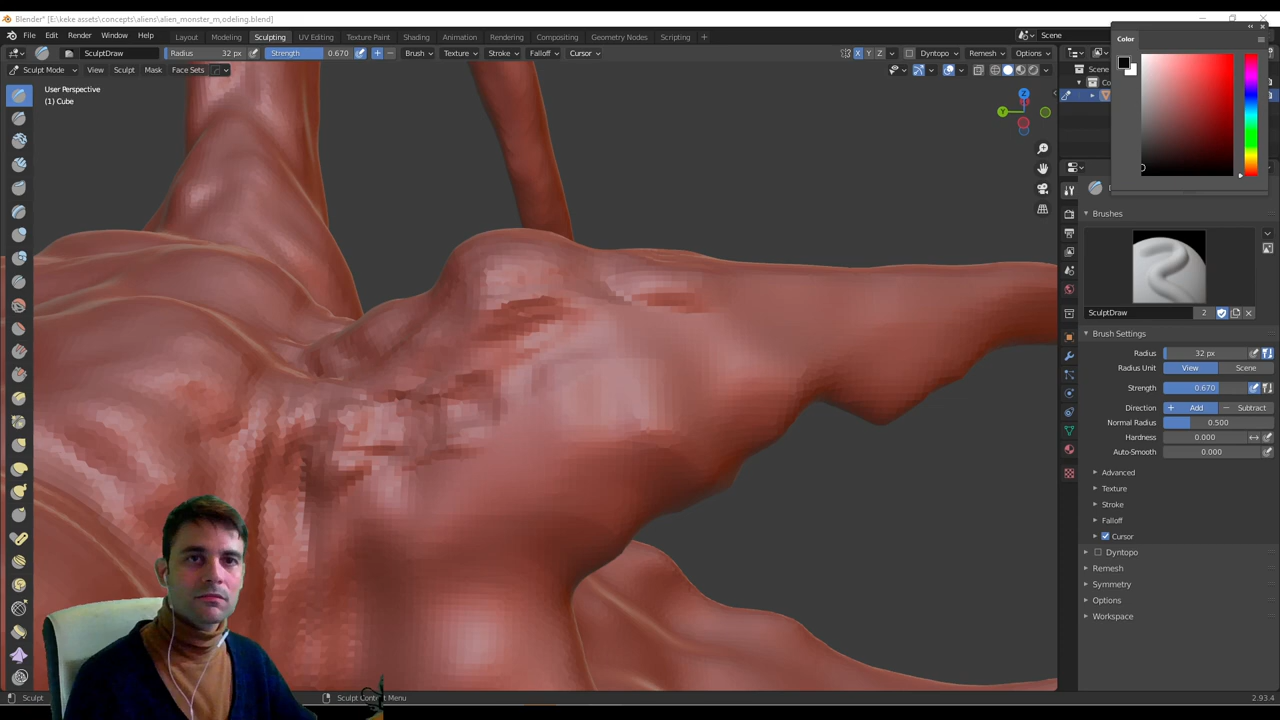 Blender* [E:\keke assets\concepts\aliens\alien_monster_m,odeling.blend]
File Edit Render Window Help
Layout Modeling Sculpting UV Editing Texture Paint Shading Animation Rendering Compositing Geometry Nodes Scripting +
Scene
Color
SculptDraw Radius 32 px Strength 0.670 Brush Texture Stroke Falloff Cursor
X Y Z Dyntopo Remesh Options
Sculpt Mode View Sculpt Mask Face Sets
Scene
Co
User Perspective
(1) Cube
Z
Y
Brushes
SculptDraw 2
Brush Settings
Radius 32 px
Radius Unit View Scene
Strength 0.670
Direction + Add − Subtract
Normal Radius 0.500
Hardness 0.000
Auto-Smooth 0.000
Advanced
Texture
Stroke
Falloff
Cursor
Dyntopo
Remesh
Symmetry
Options
Workspace
Sculpt Sculpt Context Menu 2.93.4